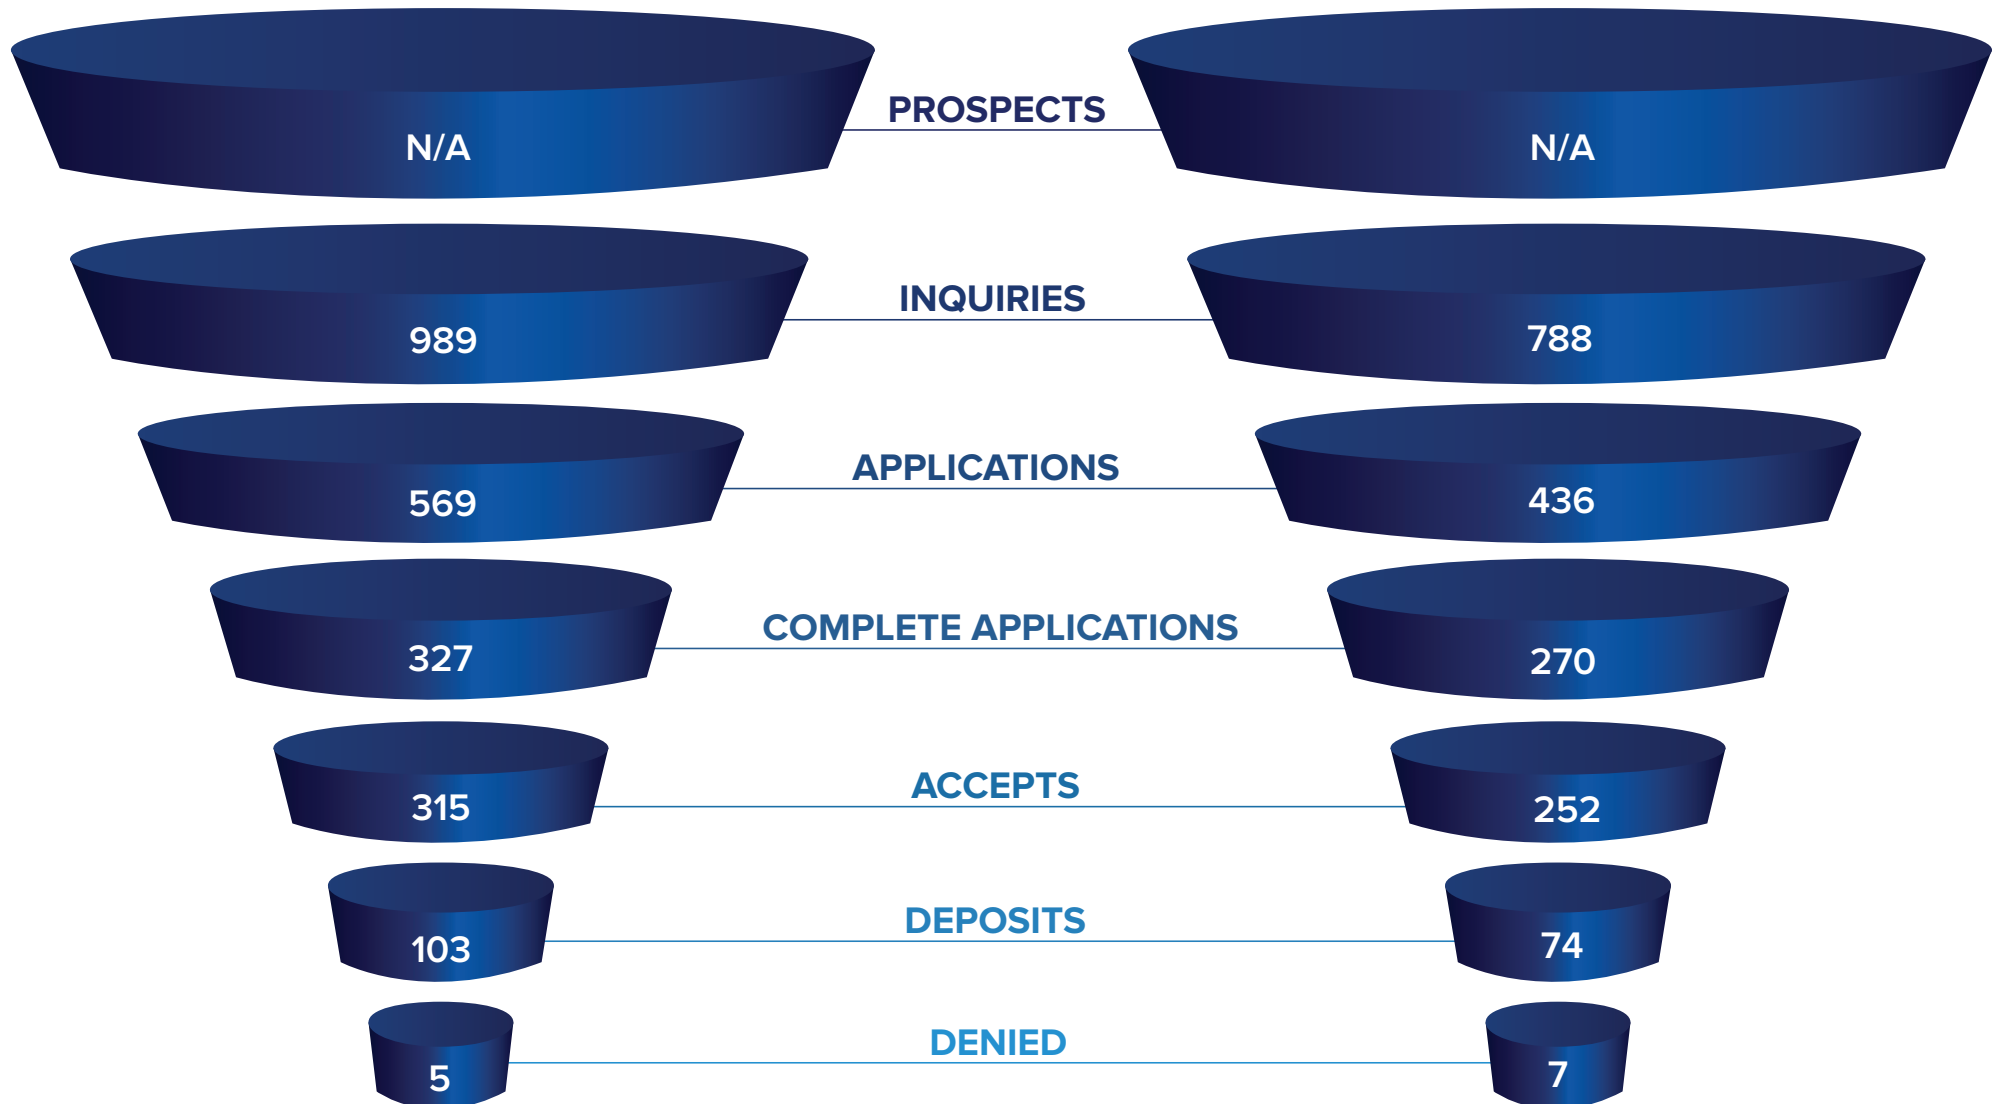 PROSPECTS
N/A
N/A
INQUIRIES
989
788
APPLICATIONS
569
436
COMPLETE APPLICATIONS
327
270
ACCEPTS
315
252
DEPOSITS
103
74
DENIED
5
7